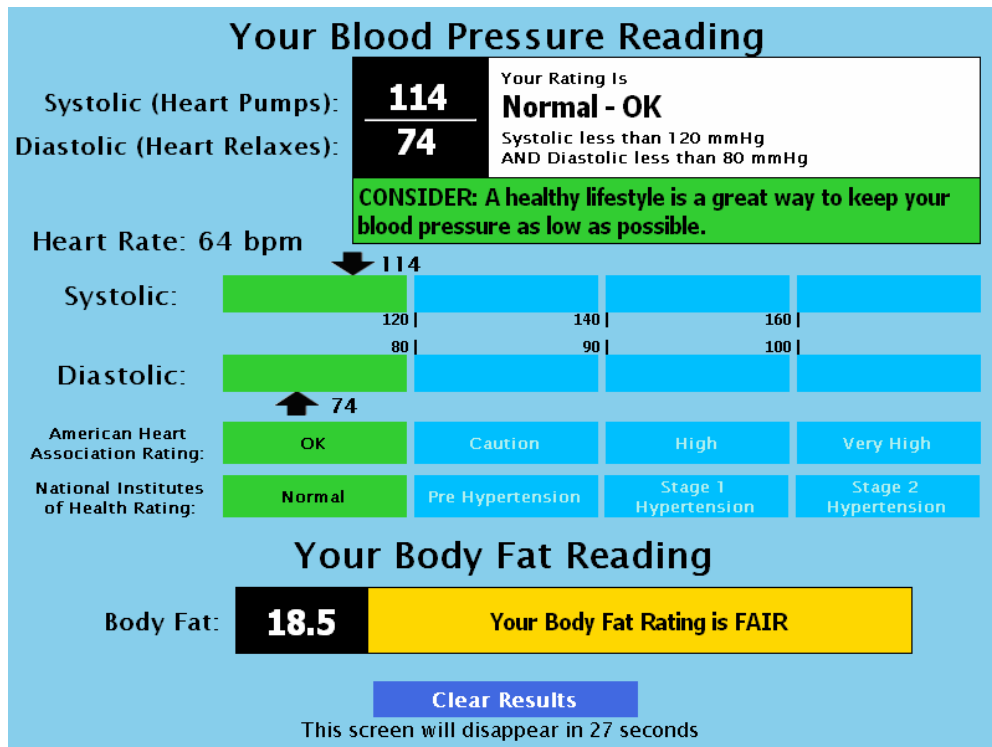 Your Blood Pressure Reading
Systolic (Heart Pumps):
114
Diastolic (Heart Relaxes):
74
Your Rating Is
Normal - OK
Systolic less than 120 mmHg
AND Diastolic less than 80 mmHg
CONSIDER: A healthy lifestyle is a great way to keep your
blood pressure as low as possible.
Heart Rate: 64 bpm
114
Systolic:
120 | 140 | 160 |
80 | 90 | 100 |
Diastolic:
74
American Heart
Association Rating:
OK
Caution
High
Very High
National Institutes
of Health Rating:
Normal
Pre Hypertension
Stage 1
Hypertension
Stage 2
Hypertension
Your Body Fat Reading
Body Fat:
18.5
Your Body Fat Rating is FAIR
Clear Results
This screen will disappear in 27 seconds